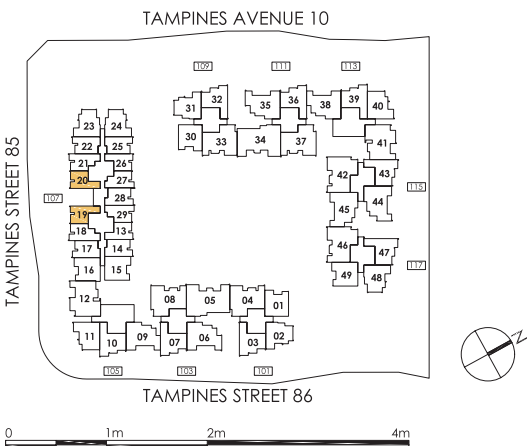 TAMPINES AVENUE 10
109 111 113
32 36 39
31 35 38 40
30 33 34 37 41
23 24
22 25
21 26
20 27
28
19 29
18 13
17 14
16 15
12
11 10 09
TAMPINES STREET 85
107
42 43
45 44
115
46 47
49 48
117
08 05 04 01
07 06 03 02
105 103 101
TAMPINES STREET 86
N
0 1m 2m 4m